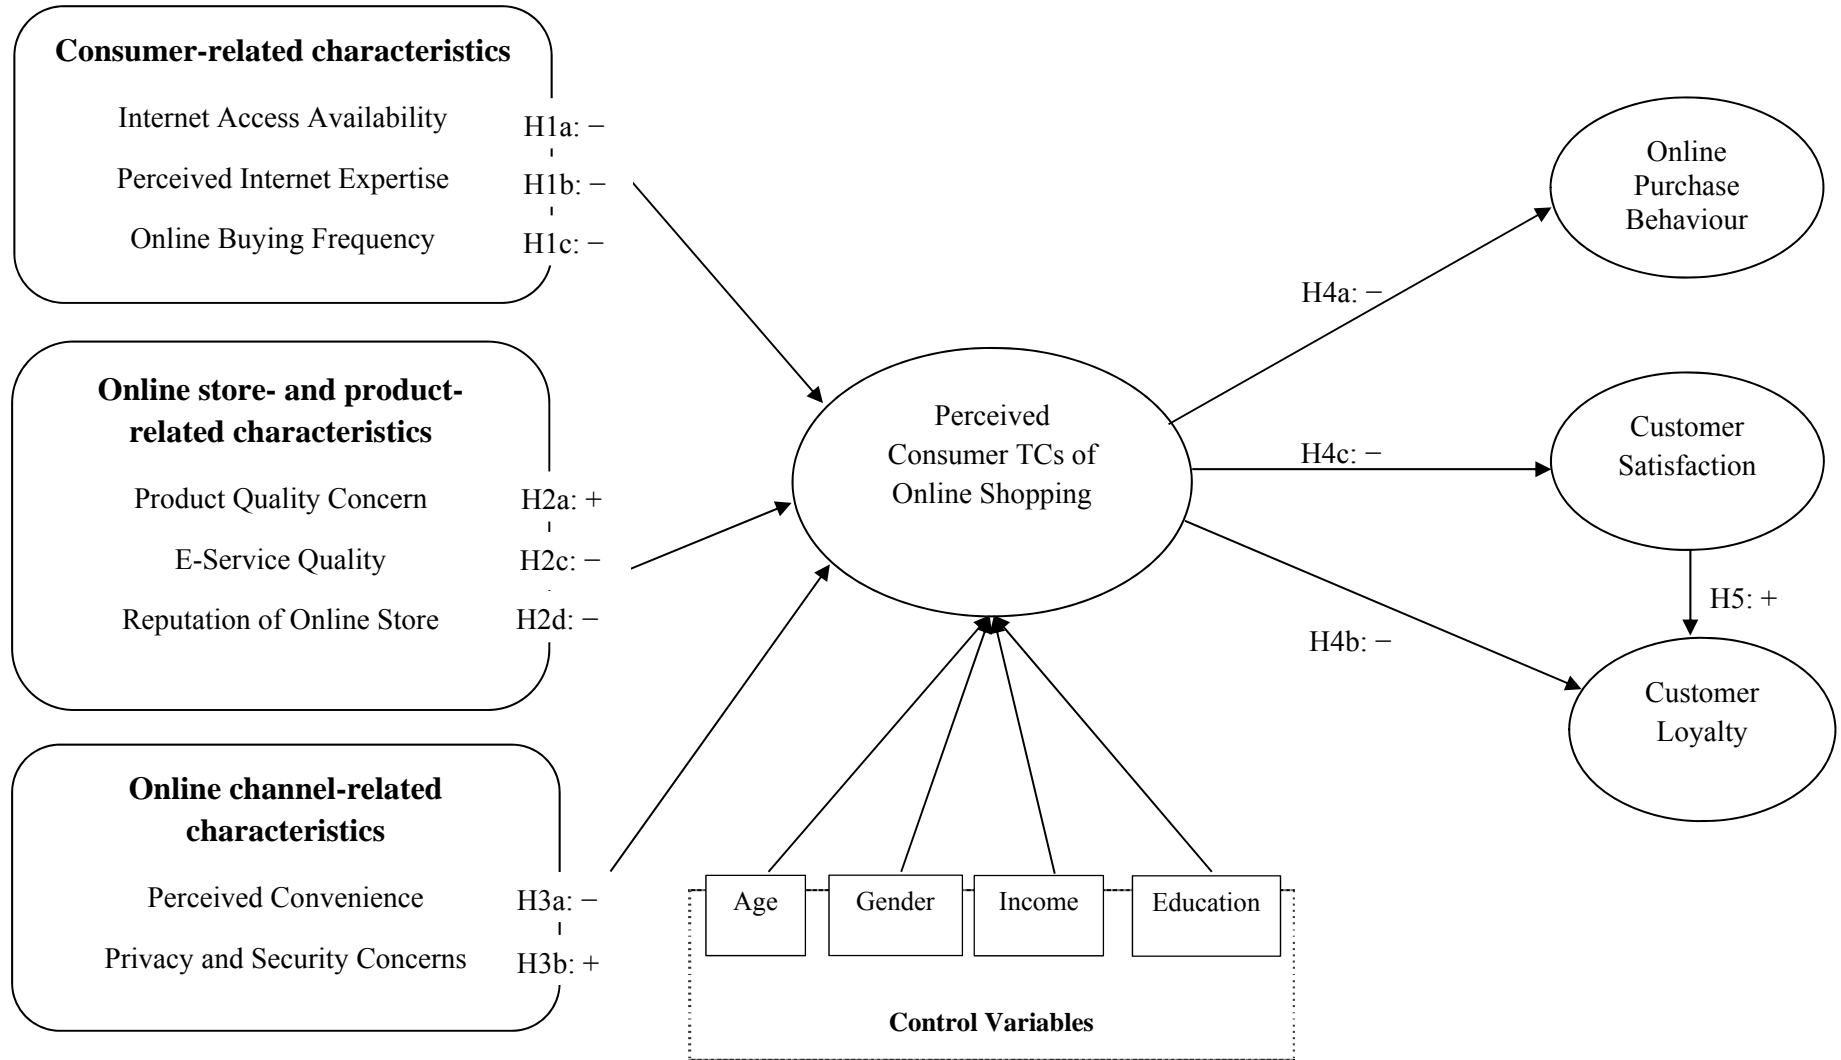 Consumer-related characteristics
Internet Access Availability
H1a: −
Perceived Internet Expertise
H1b: −
Online Buying Frequency
H1c: −
Online store- and product-
related characteristics
Product Quality Concern
H2a: +
E-Service Quality
H2c: −
Reputation of Online Store
H2d: −
Online channel-related
characteristics
Perceived Convenience
H3a: −
Privacy and Security Concerns
H3b: +
Perceived
Consumer TCs of
Online Shopping
Age
Gender
Income
Education
Control Variables
H4a: −
H4c: −
H4b: −
Online
Purchase
Behaviour
Customer
Satisfaction
H5: +
Customer
Loyalty